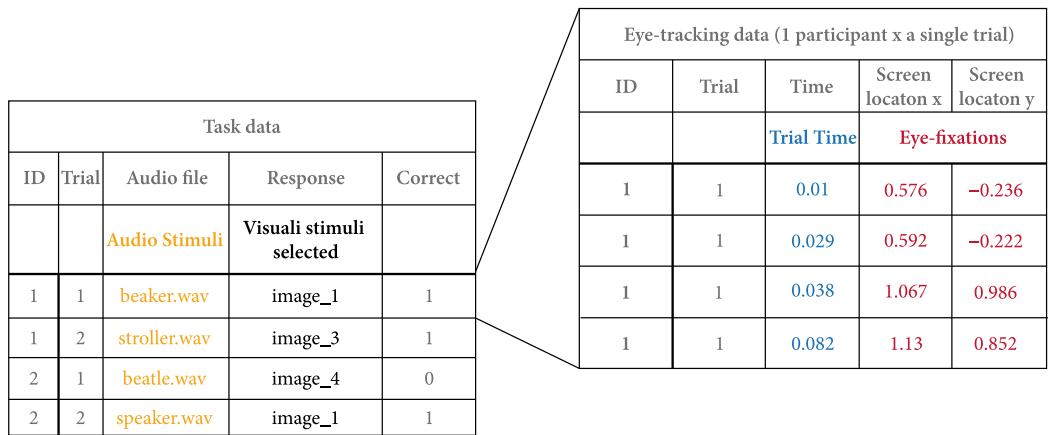 Task data
ID Trial Audio file Response Correct
Audio Stimuli Visuali stimuli
selected
1 1 beaker.wav image_1 1
1 2 stroller.wav image_3 1
2 1 beatle.wav image_4 0
2 2 speaker.wav image_1 1
Eye-tracking data (1 participant x a single trial)
ID Trial Time Screen Screen
locaton x locaton y
Trial Time Eye-fixations
1 1 0.01 0.576 −0.236
1 1 0.029 0.592 −0.222
1 1 0.038 1.067 0.986
1 1 0.082 1.13 0.852